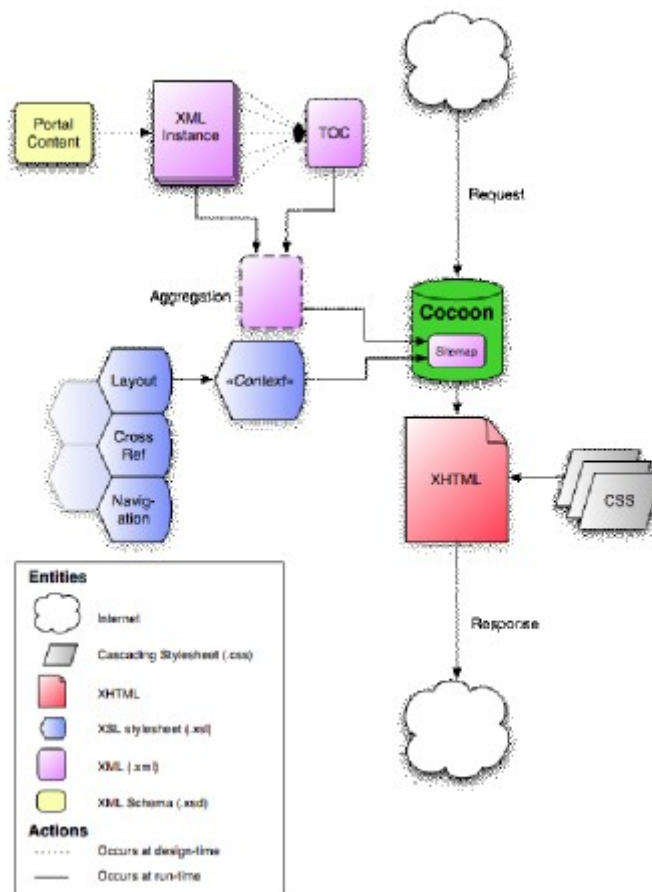 Portal
Content
XML
Instance
TOC
Request
Aggregation
Cocoon
Sitemap
Layout
«Context»
Cross
Ref
Navig-
ation
XHTML
CSS
Response
Entities
Internet
Cascading Stylesheet (.css)
XHTML
XSL stylesheet (.xsl)
XML (.xml)
XML Schema (.xsd)
Actions
Occurs at design-time
Occurs at run-time